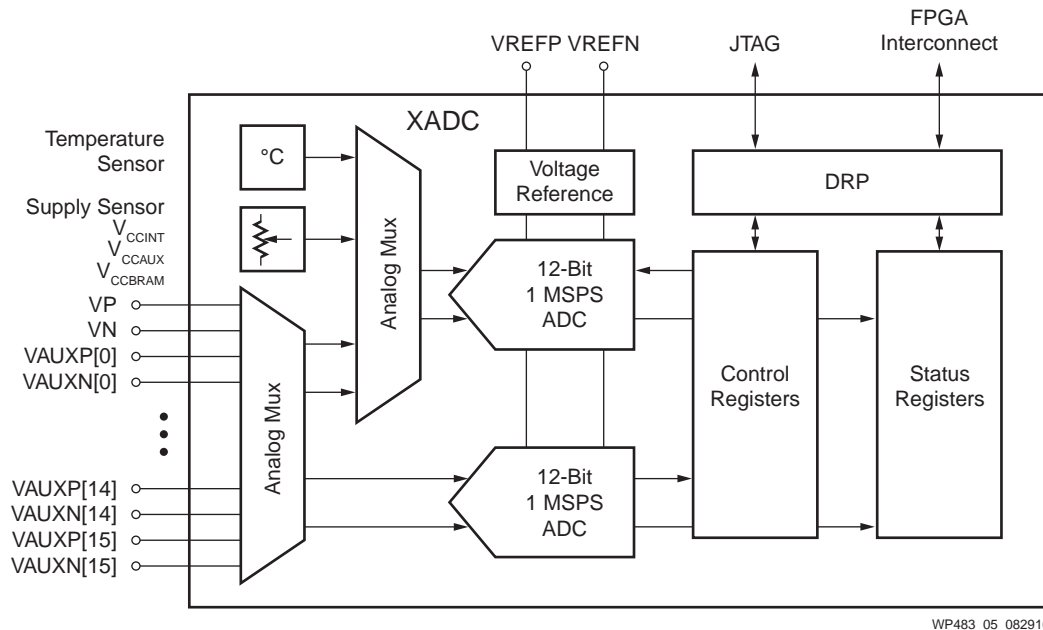 VREFP VREFN
JTAG
FPGA
Interconnect
XADC
Temperature
Sensor
°C
Supply Sensor
VCCINT
VCCAUX
VCCBRAM
VP
VN
VAUXP[0]
VAUXN[0]
VAUXP[14]
VAUXN[14]
VAUXP[15]
VAUXN[15]
Analog Mux
Analog Mux
Voltage
Reference
12-Bit
1 MSPS
ADC
12-Bit
1 MSPS
ADC
DRP
Control
Registers
Status
Registers